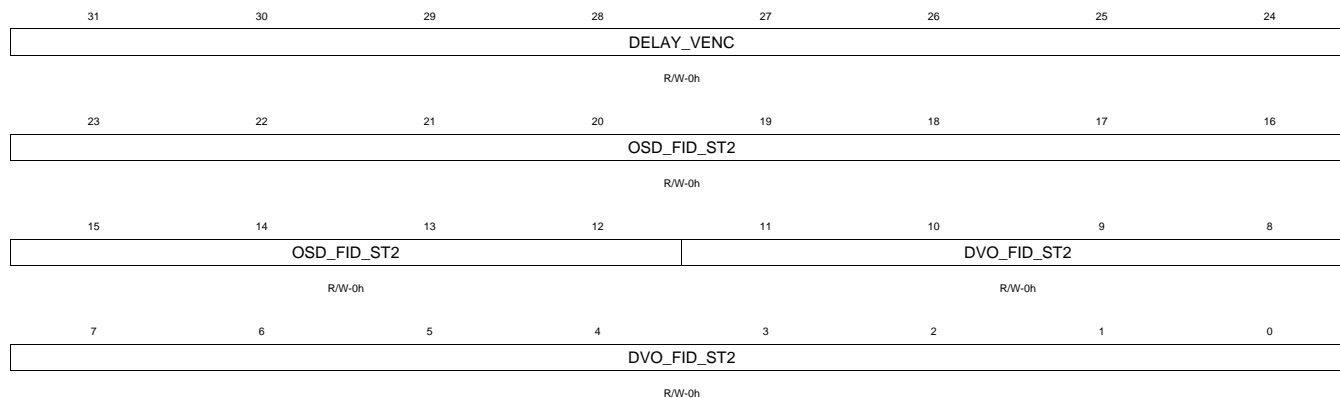 31 30 29 28 27 26 25 24
DELAY_VENC
R/W-0h
23 22 21 20 19 18 17 16
OSD_FID_ST2
R/W-0h
15 14 13 12 11 10 9 8
OSD_FID_ST2 DVO_FID_ST2
R/W-0h R/W-0h
7 6 5 4 3 2 1 0
DVO_FID_ST2
R/W-0h